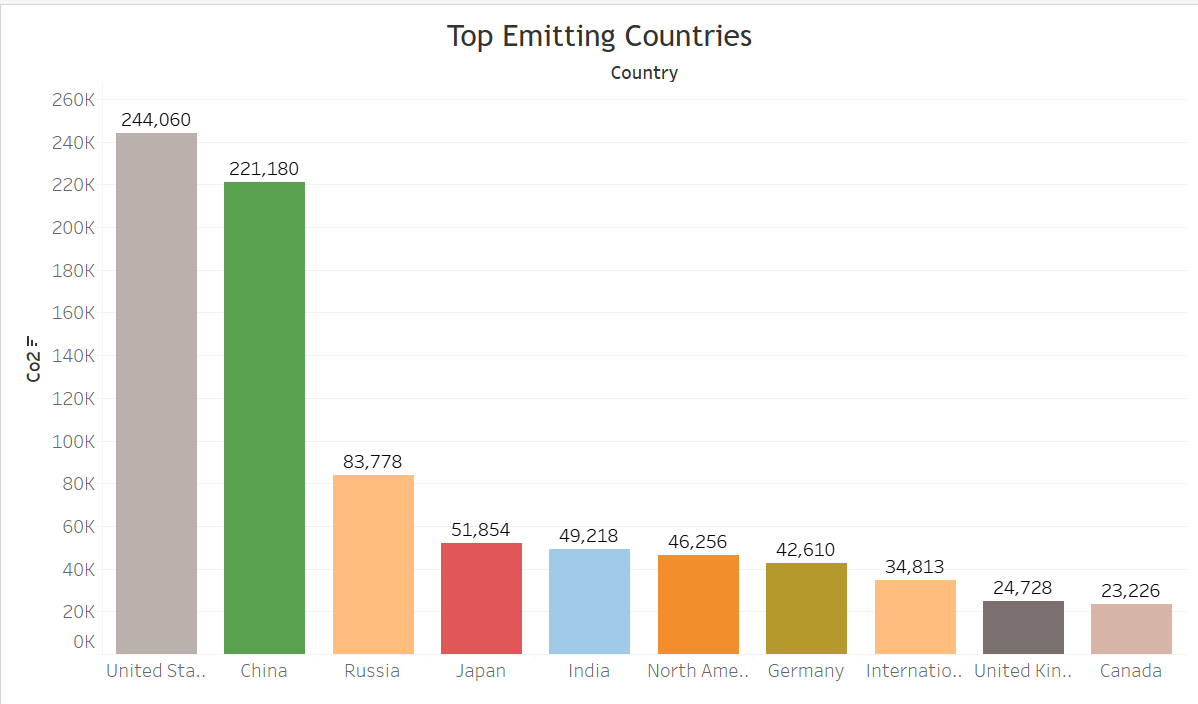 Top Emitting Countries
Country
260K
240K
220K
200K
180K
160K
140K
120K
100K
80K
60K
40K
20K
0K
Co2
244,060
221,180
83,778
51,854
49,218
46,256
42,610
34,813
24,728
23,226
United Sta.. China Russia Japan India North Ame.. Germany Internatio.. United Kin.. Canada